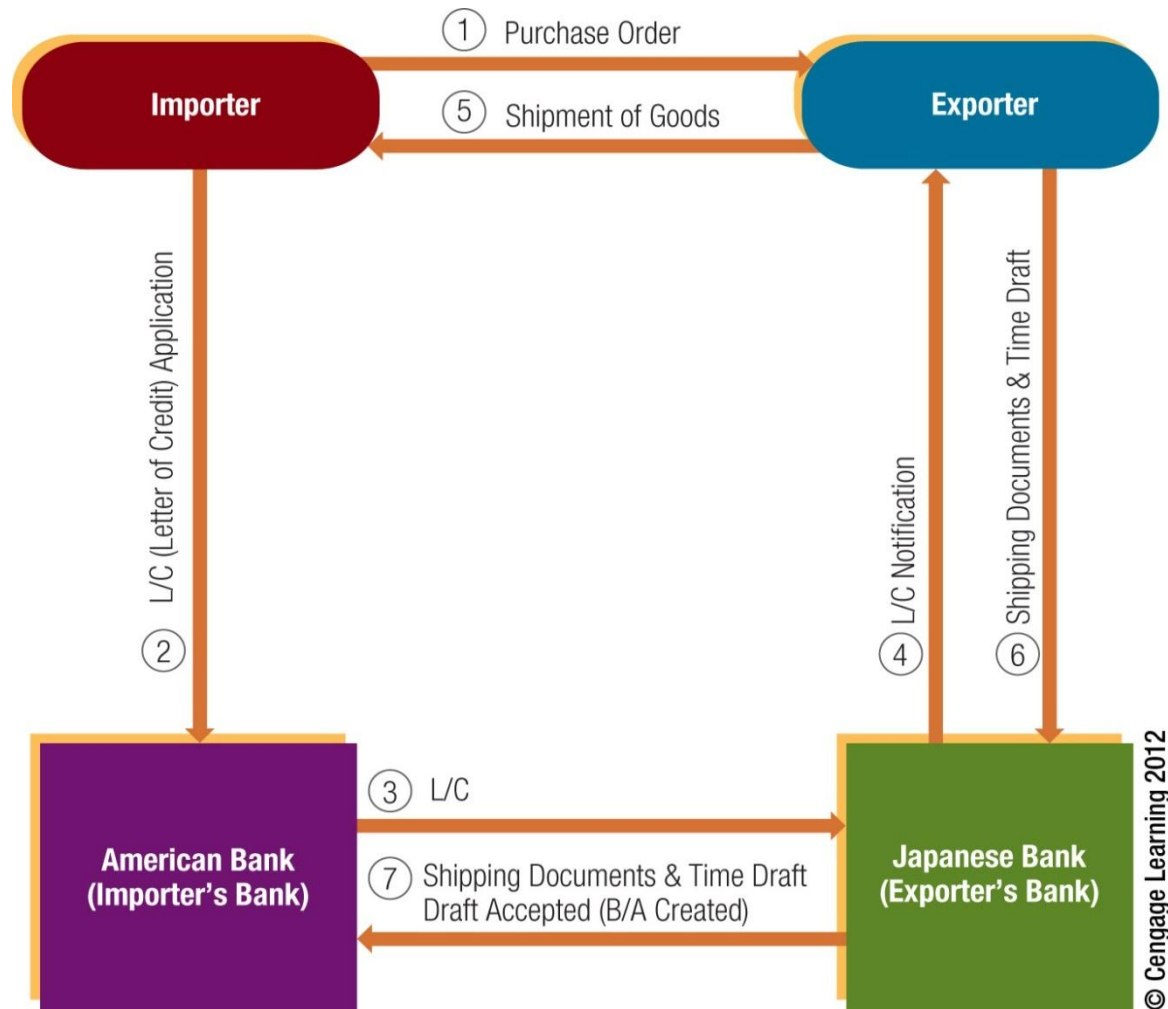 1 Purchase Order
Importer
Exporter
5 Shipment of Goods
L/C (Letter of Credit) Application
2
4 L/C Notification
6 Shipping Documents & Time Draft
3 L/C
American Bank
(Importer's Bank)
7 Shipping Documents & Time Draft
Draft Accepted (B/A Created)
Japanese Bank
(Exporter's Bank)
© Cengage Learning 2012